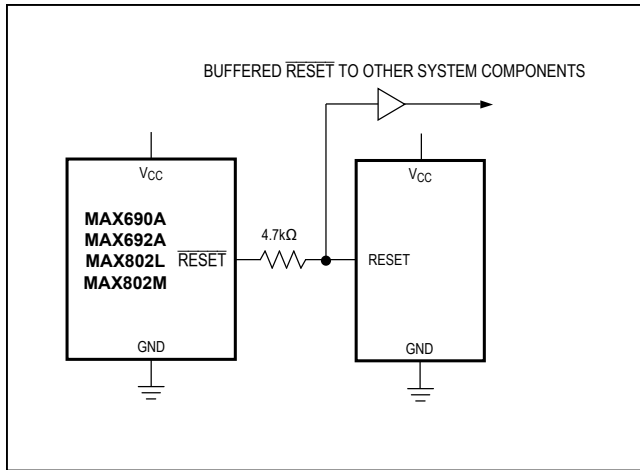 BUFFERED RESET TO OTHER SYSTEM COMPONENTS
VCC
VCC
MAX690A
MAX692A
MAX802L
MAX802M
RESET
4.7kΩ
RESET
GND
GND